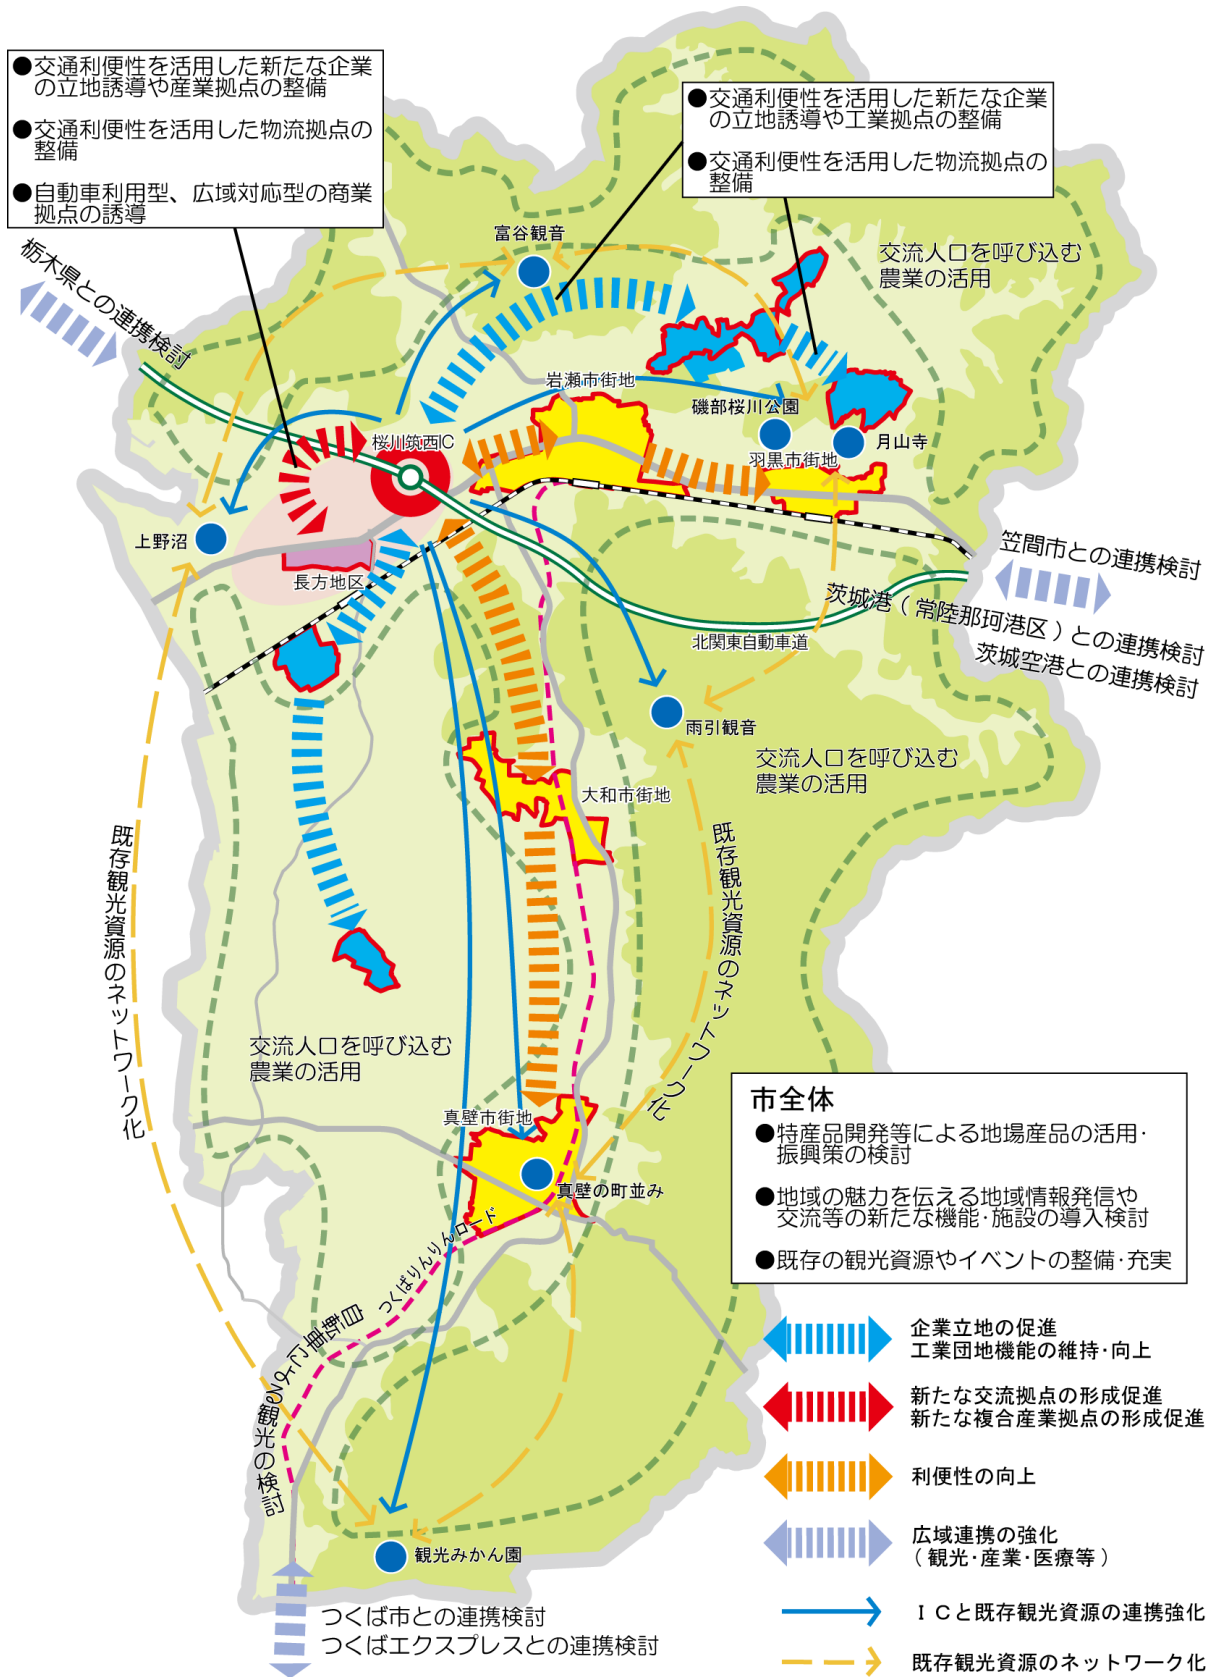 ●交通利便性を活用した新たな企業
の立地誘導や産業拠点の整備
●交通利便性を活用した物流拠点の
整備
●自動車利用型、広域対応型の商業
拠点の誘導
●交通利便性を活用した新たな企業
の立地誘導や工業拠点の整備
●交通利便性を活用した物流拠点の
整備
栃木県との連携検討
富谷観音
交流人口を呼び込む
農業の活用
岩瀬市街地
磯部桜川公園
月山寺
桜川筑西IC
羽黒市街地
上野沼
長方地区
笠間市との連携検討
茨城港(常陸那珂港区)との連携検討
茨城空港との連携検討
北関東自動車道
雨引観音
交流人口を呼び込む
農業の活用
大和市街地
既存観光資源のネットワーク化
既存観光資源のネットワーク化
交流人口を呼び込む
農業の活用
真壁市街地
真壁の町並み
つくばりんりんロード
自転車による観光の検討
観光みかん園
つくば市との連携検討
つくばエクスプレスとの連携検討
市全体
●特産品開発等による地場産品の活用・
振興策の検討
●地域の魅力を伝える地域情報発信や
交流等の新たな機能・施設の導入検討
●既存の観光資源やイベントの整備・充実
企業立地の促進
工業団地機能の維持・向上
新たな交流拠点の形成促進
新たな複合産業拠点の形成促進
利便性の向上
広域連携の強化
(観光・産業・医療等)
ICと既存観光資源の連携強化
既存観光資源のネットワーク化